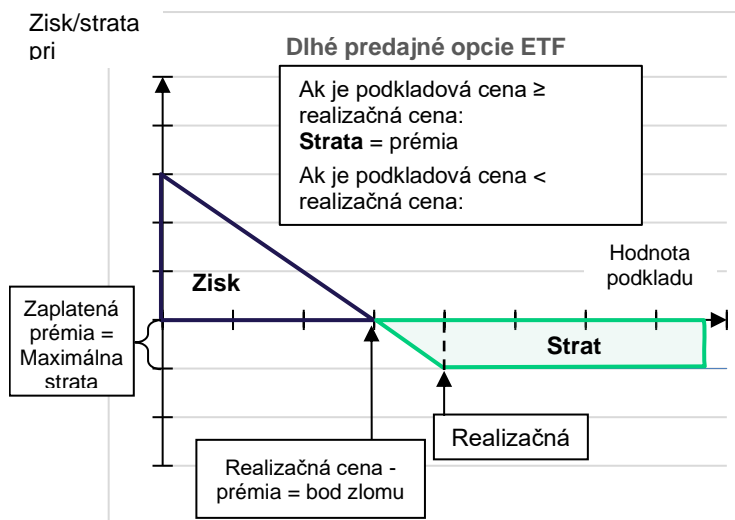 Zisk/strata
pri
Dlhé predajné opcie ETF
Ak je podkladová cena ≥
realizačná cena:
Strata = prémia
Ak je podkladová cena <
realizačná cena:
Hodnota
podkladu
Zisk
Zaplatená
prémia =
Maximálna
strata
Strat
Realizačná
Realizačná cena -
prémia = bod zlomu